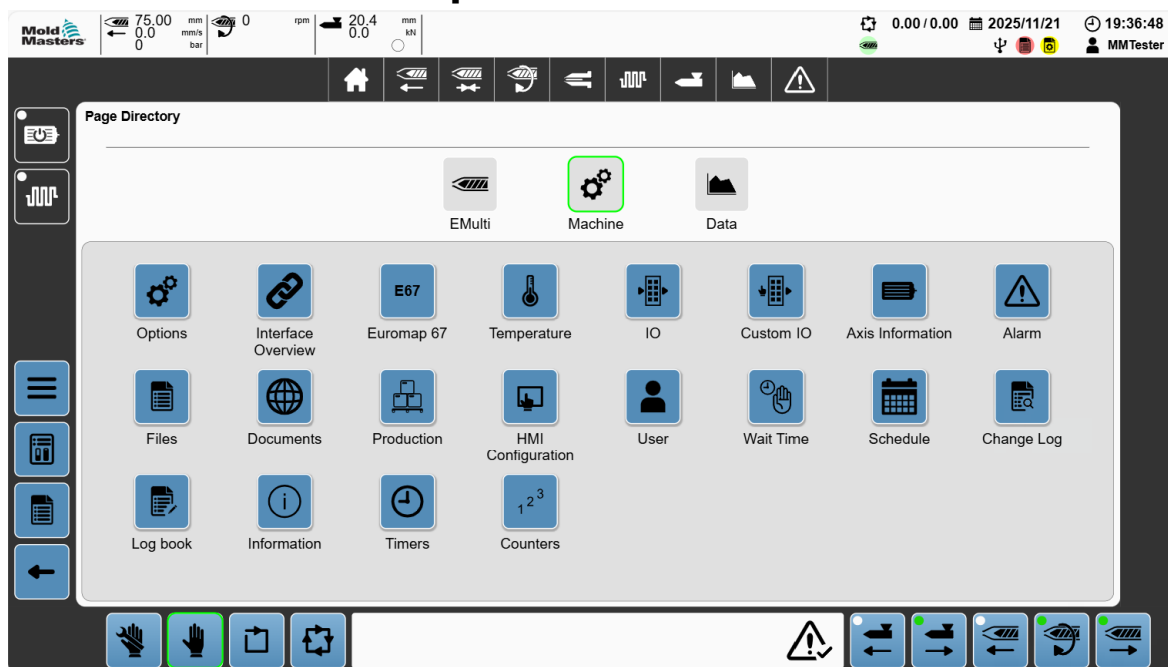 Mold
Masters
75.00 mm
0.0 mm/s
0 bar
0 rpm
20.4 mm
0.0 kN
0.00 / 0.00
2025/11/21
19:36:48
MMTester
Page Directory
EMulti
Machine
Data
E67
Options
Interface
Overview
Euromap 67
Temperature
IO
Custom IO
Axis Information
Alarm
Files
Documents
Production
HMI
Configuration
User
Wait Time
Schedule
Change Log
1 2 3
Log book
Information
Timers
Counters